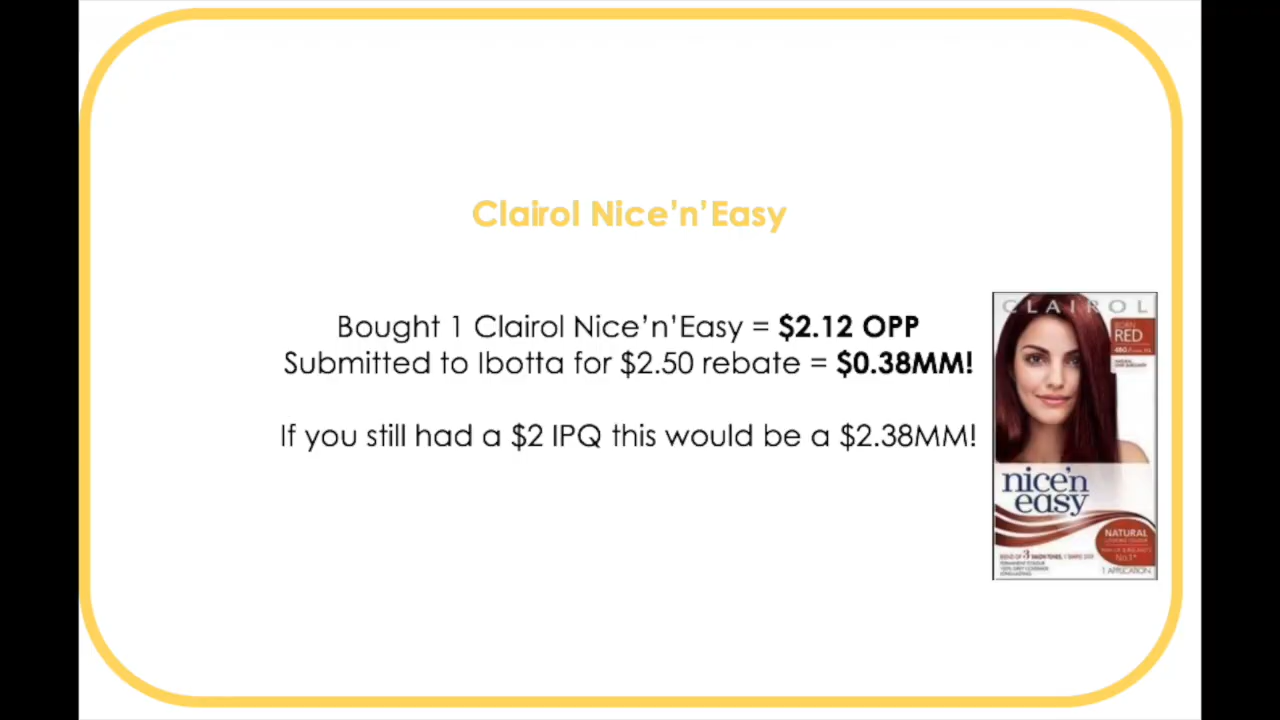 Clairol Nice’n’Easy
Bought 1 Clairol Nice’n’Easy = $2.12 OPP
Submitted to Ibotta for $2.50 rebate = $0.38MM!
If you still had a $2 IPQ this would be a $2.38MM!
CLAIROL
RED
nice'n
easy
NATURAL
1 APPLICATION